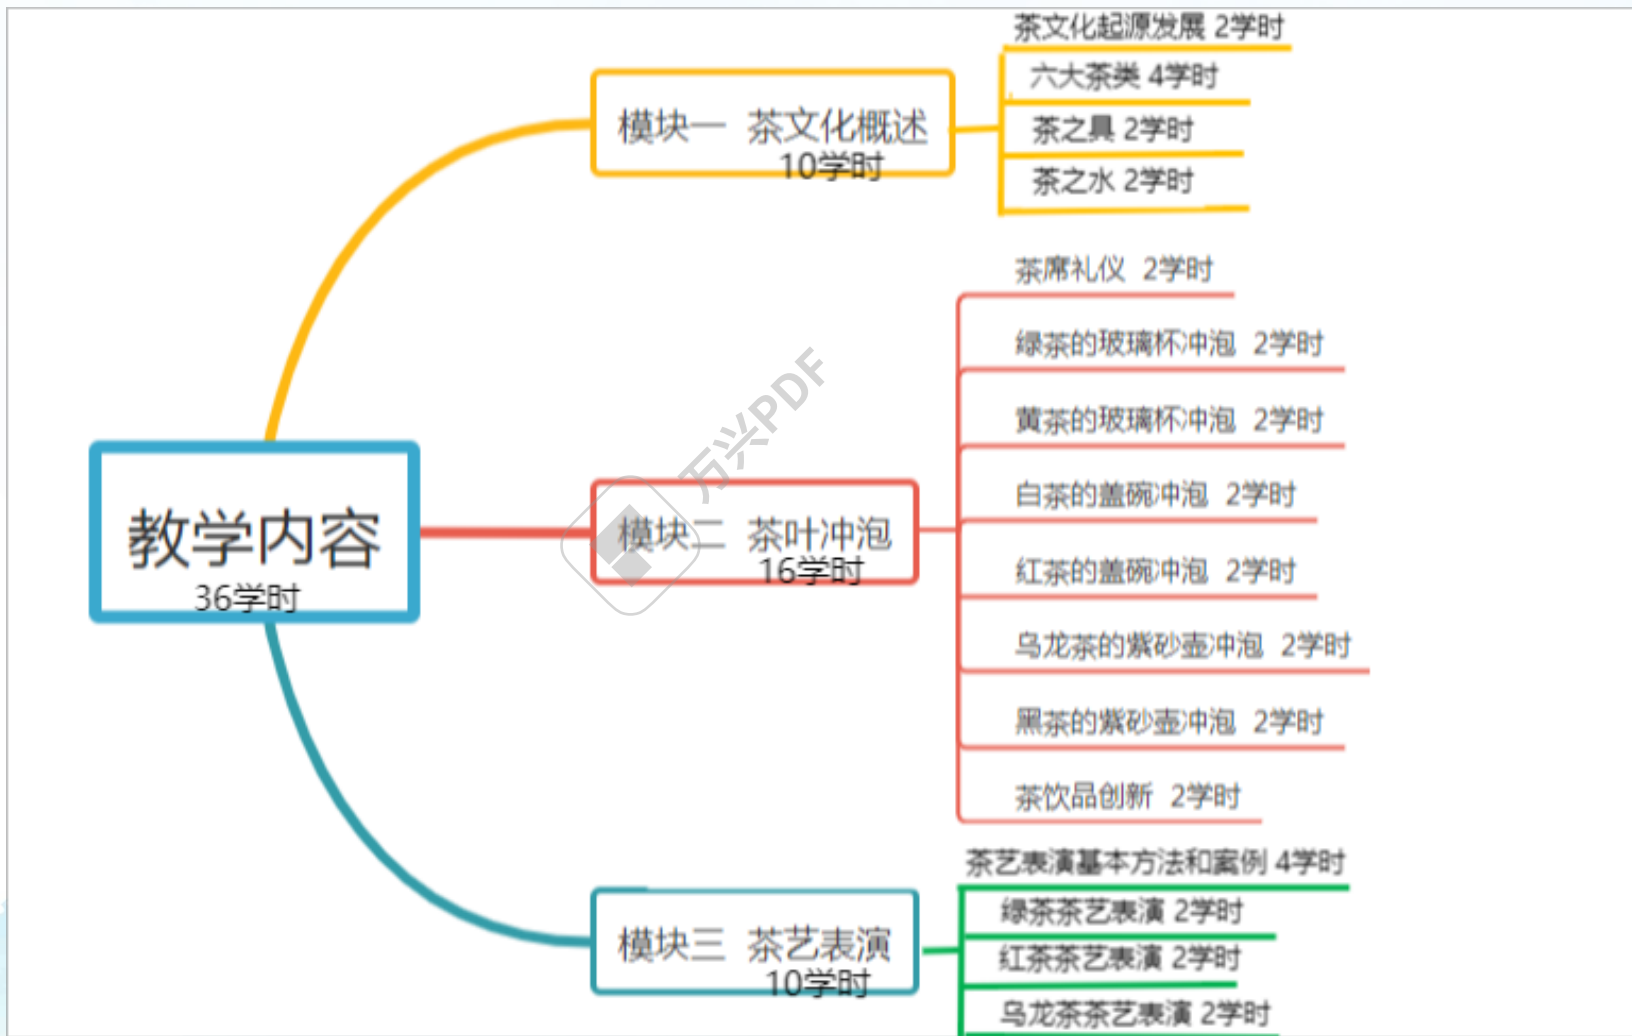 教学内容
36学时
模块一 茶文化概述
10学时
茶文化起源发展 2学时
六大茶类 4学时
茶之具 2学时
茶之水 2学时
模块二 茶叶冲泡
16学时
茶席礼仪 2学时
绿茶的玻璃杯冲泡 2学时
黄茶的玻璃杯冲泡 2学时
白茶的盖碗冲泡 2学时
红茶的盖碗冲泡 2学时
乌龙茶的紫砂壶冲泡 2学时
黑茶的紫砂壶冲泡 2学时
茶饮品创新 2学时
模块三 茶艺表演
10学时
茶艺表演基本方法和案例 4学时
绿茶茶艺表演 2学时
红茶茶艺表演 2学时
乌龙茶茶艺表演 2学时
万兴PDF